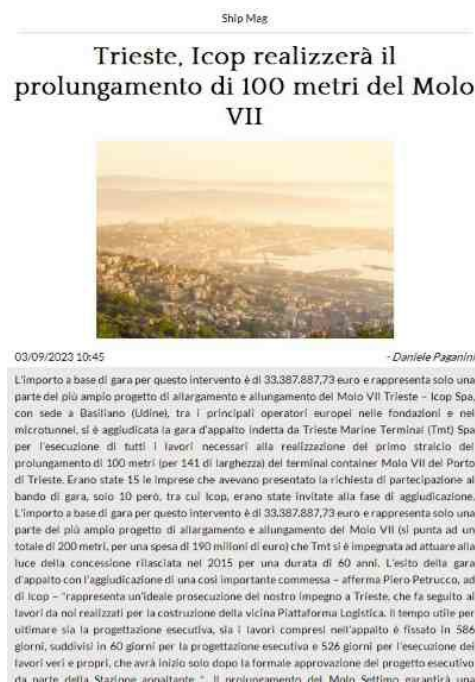 Ship Mag
Trieste, Icop realizzerà il
prolungamento di 100 metri del Molo
VII
03/09/2023 10:45
- Daniele Paganini
L'importo a base di gara per questo intervento è di 33.387.887,73 euro e rappresenta solo una
parte del più ampio progetto di allargamento e allungamento del Molo VII Trieste – Icop Spa,
con sede a Basiliano (Udine), tra i principali operatori europei nelle fondazioni e nel
microtunnel, si è aggiudicata la gara d'appalto indetta da Trieste Marine Terminal (Tmt) Spa
per l'esecuzione di tutti i lavori necessari alla realizzazione del primo stralcio del
prolungamento di 100 metri (per 141 di larghezza) del terminal container Molo VII del Porto
di Trieste. Erano state 15 le imprese che avevano presentato la richiesta di partecipazione al
bando di gara, solo 10 però, tra cui Icop, erano state invitate alla fase di aggiudicazione.
L'importo a base di gara per questo intervento è di 33.387.887,73 euro e rappresenta solo una
parte del più ampio progetto di allargamento e allungamento del Molo VII (si punta ad un
totale di 200 metri, per una spesa di 190 milioni di euro) che Tmt si è impegnata ad attuare alla
luce della concessione rilasciata nel 2015 per una durata di 60 anni. L'esito della gara
d'appalto con l'aggiudicazione di una così importante commessa – afferma Piero Petrucco, ad
di Icop – "rappresenta un'ideale prosecuzione del nostro impegno a Trieste, che fa seguito ai
lavori da noi realizzati per la costruzione della vicina Piattaforma Logistica. Il tempo utile per
ultimare sia la progettazione esecutiva, sia i lavori compresi nell'appalto è fissato in 586
giorni, suddivisi in 60 giorni per la progettazione esecutiva e 526 giorni per l'esecuzione dei
lavori veri e propri, che avrà inizio solo dopo la formale approvazione del progetto esecutivo
da parte della Stazione appaltante ". Il prolungamento del Molo Settimo garantirà una